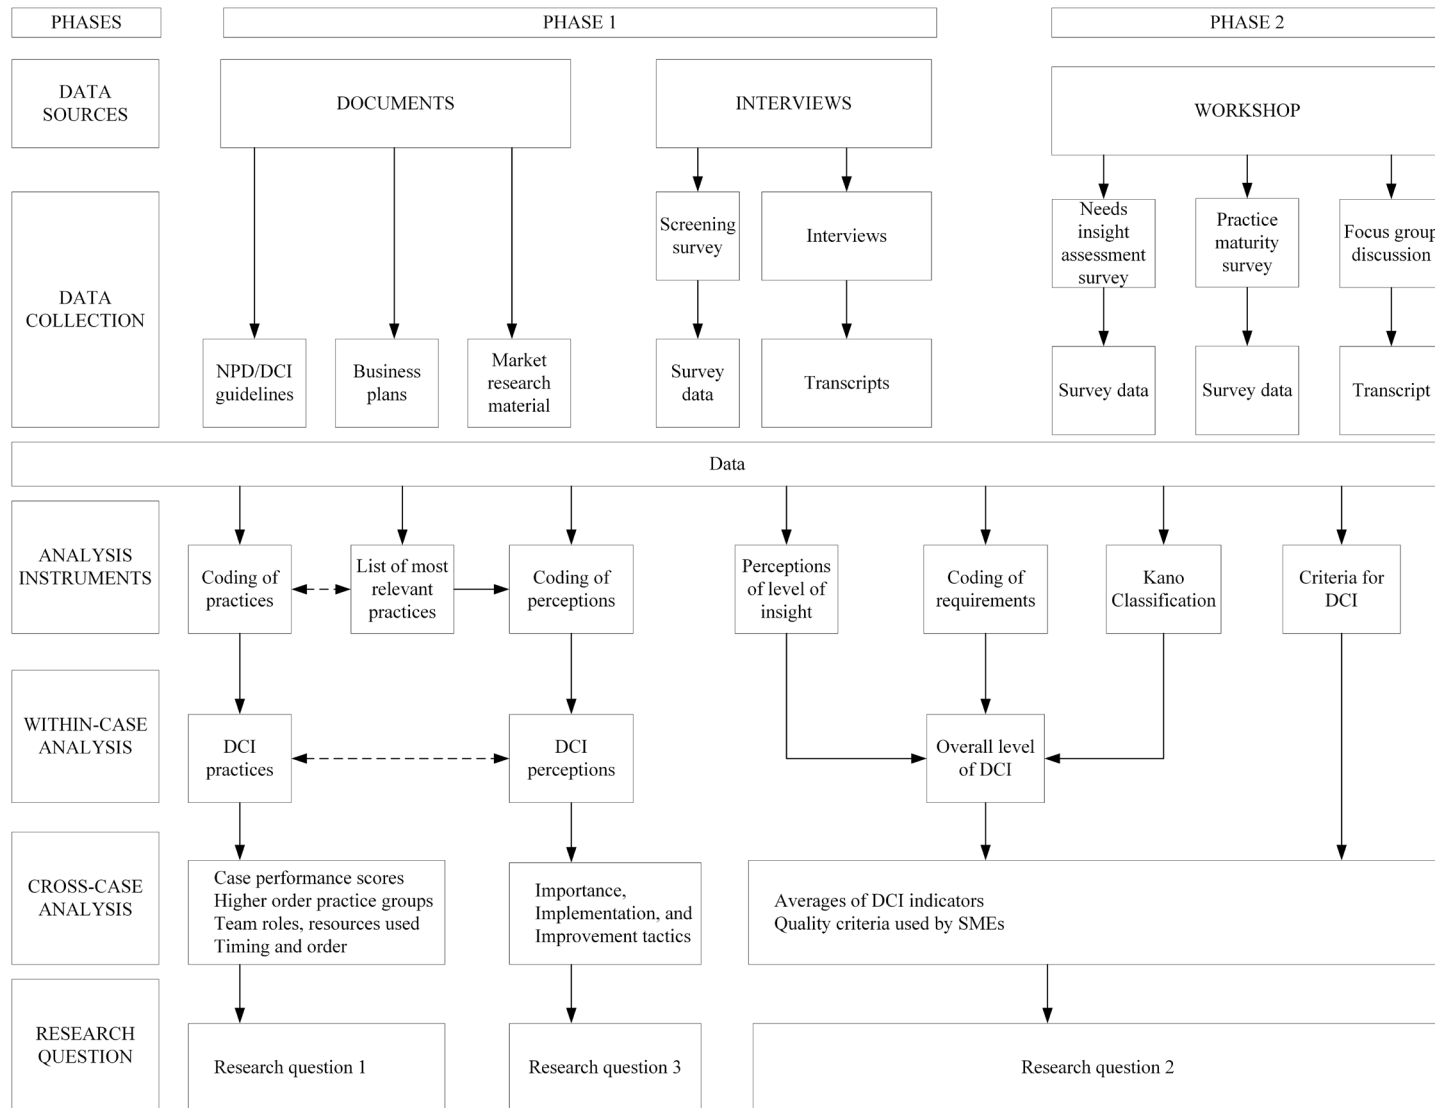 PHASES
PHASE 1
PHASE 2
DATA
SOURCES
DOCUMENTS
INTERVIEWS
WORKSHOP
DATA
COLLECTION
Screening
survey
Interviews
Needs
insight
assessment
survey
Practice
maturity
survey
Focus group
discussion
NPD/DCI
guidelines
Business
plans
Market
research
material
Survey
data
Transcripts
Survey data
Survey data
Transcript
Data
ANALYSIS
INSTRUMENTS
Coding of
practices
List of most
relevant
practices
Coding of
perceptions
Perceptions
of level of
insight
Coding of
requirements
Kano
Classification
Criteria for
DCI
WITHIN-CASE
ANALYSIS
DCI
practices
DCI
perceptions
Overall level
of DCI
CROSS-CASE
ANALYSIS
Case performance scores
Higher order practice groups
Team roles, resources used
Timing and order
Importance,
Implementation, and
Improvement tactics
Averages of DCI indicators
Quality criteria used by SMEs
RESEARCH
QUESTION
Research question 1
Research question 3
Research question 2